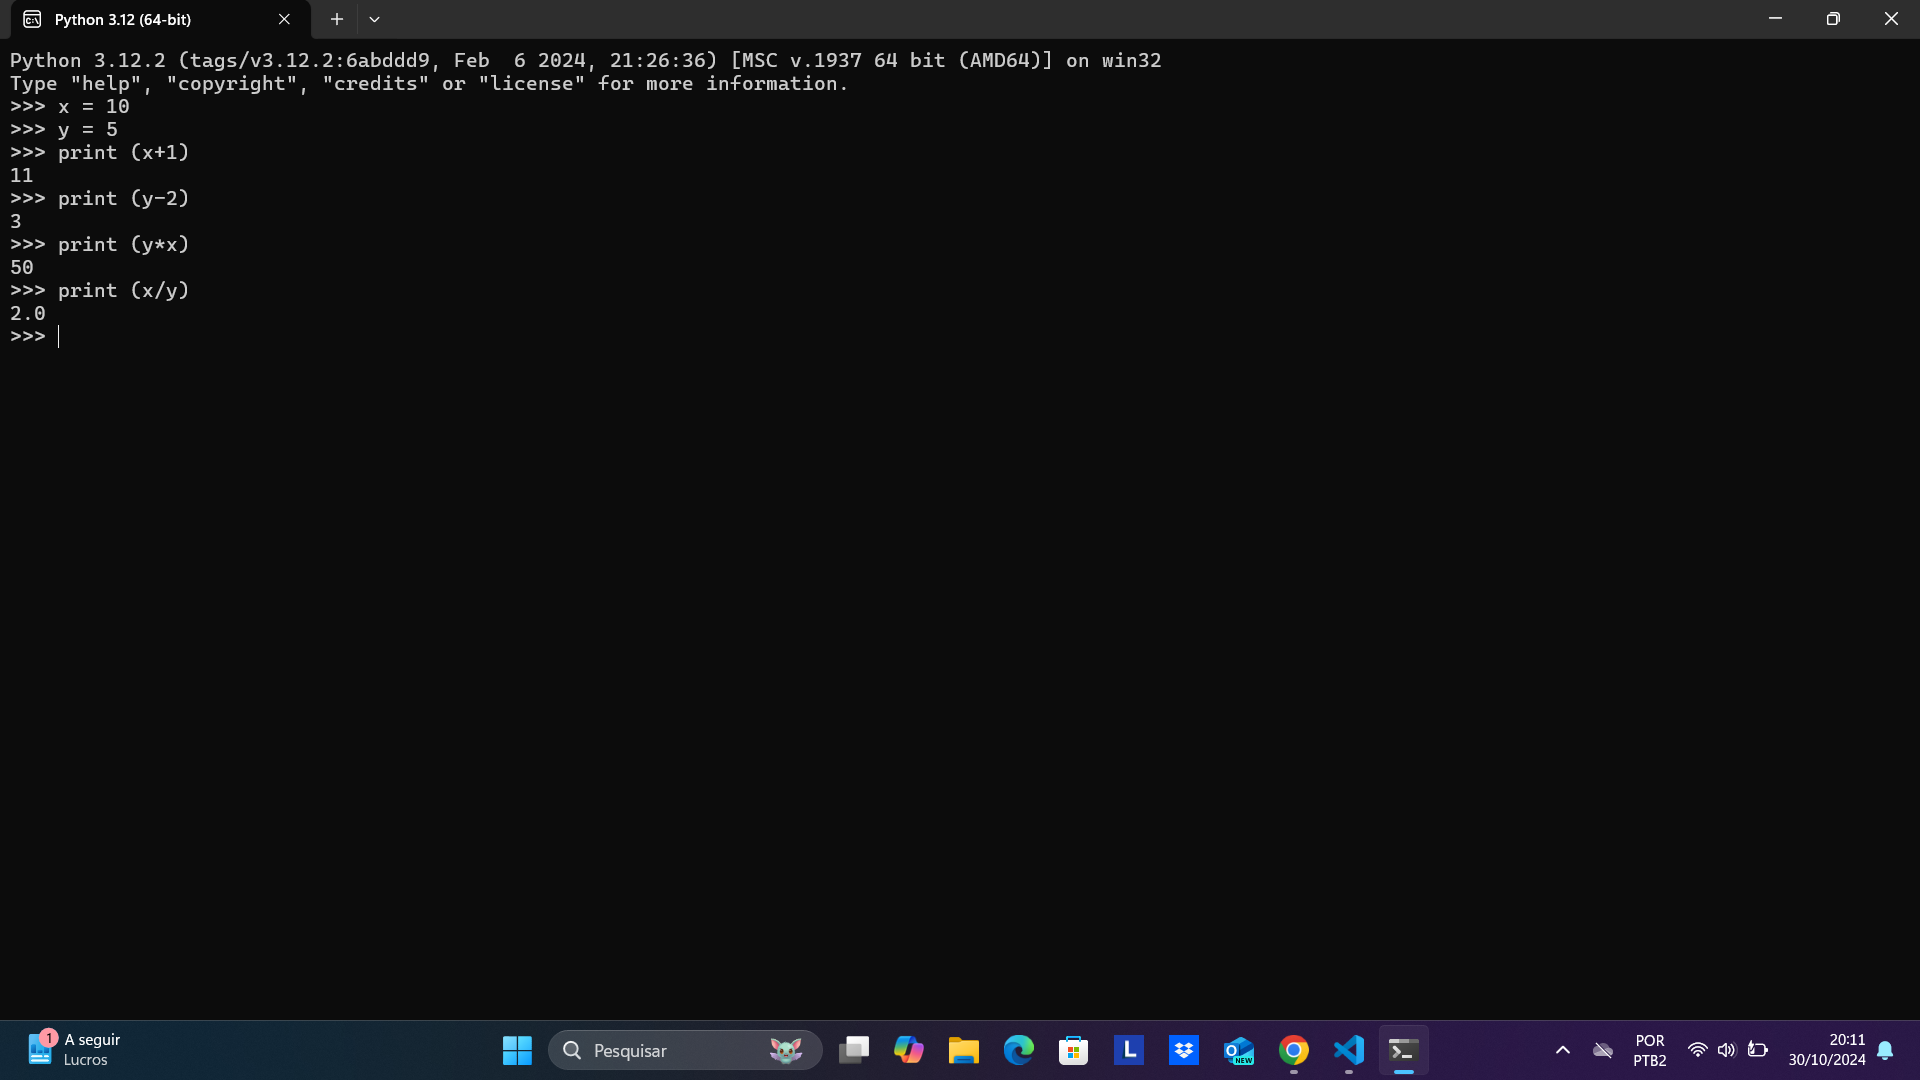 Python 3.12 (64-bit)
Python 3.12.2 (tags/v3.12.2:6abddd9, Feb  6 2024, 21:26:36) [MSC v.1937 64 bit (AMD64)] on win32
Type "help", "copyright", "credits" or "license" for more information.
>>> x = 10
>>> y = 5
>>> print (x+1)
11
>>> print (y-2)
3
>>> print (y*x)
50
>>> print (x/y)
2.0
>>>
1
A seguir
Lucros
Pesquisar
L
O
NEW
POR
PTB2
20:11
30/10/2024